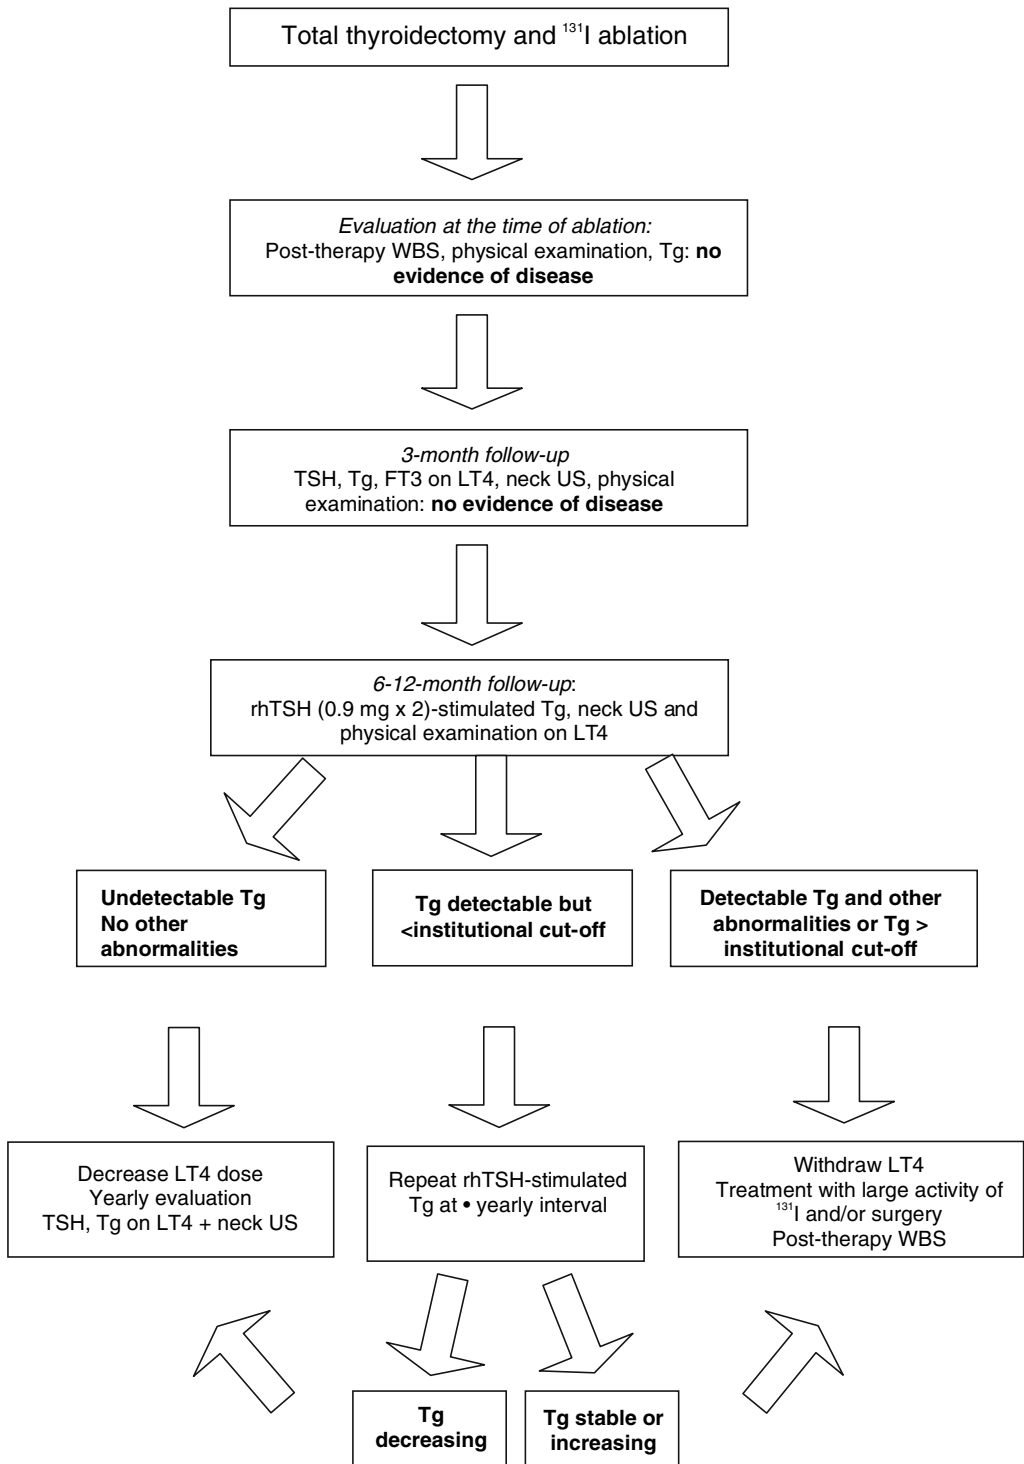 Total thyroidectomy and ¹³¹I ablation
Evaluation at the time of ablation:
Post-therapy WBS, physical examination, Tg: no
evidence of disease
3-month follow-up
TSH, Tg, FT3 on LT4, neck US, physical
examination: no evidence of disease
6-12-month follow-up:
rhTSH (0.9 mg x 2)-stimulated Tg, neck US and
physical examination on LT4
Undetectable Tg
No other
abnormalities
Tg detectable but
<institutional cut-off
Detectable Tg and other
abnormalities or Tg >
institutional cut-off
Decrease LT4 dose
Yearly evaluation
TSH, Tg on LT4 + neck US
Repeat rhTSH-stimulated
Tg at • yearly interval
Withdraw LT4
Treatment with large activity of
¹³¹I and/or surgery
Post-therapy WBS
Tg
decreasing
Tg stable or
increasing